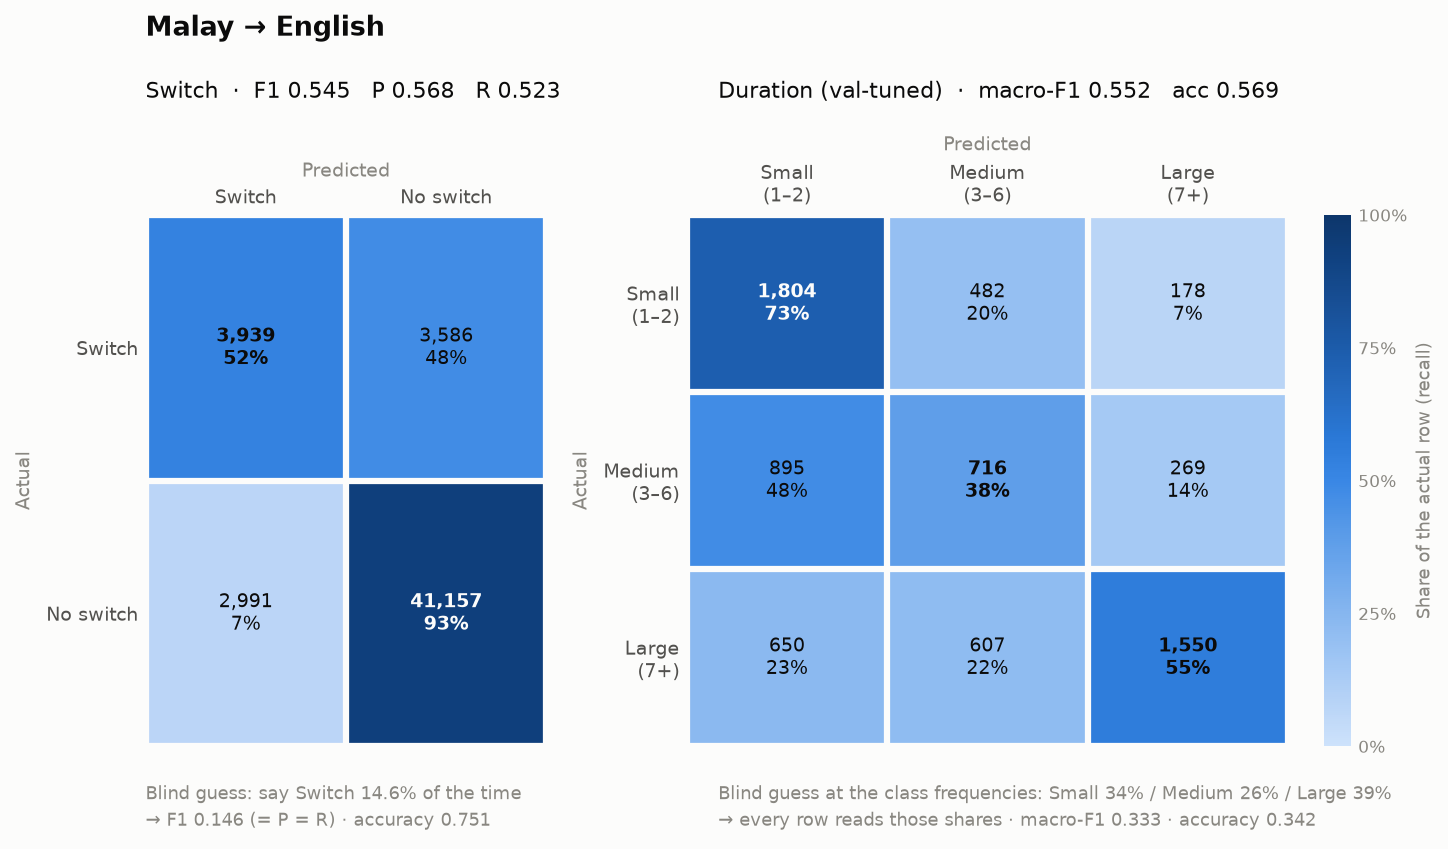 Malay → English
Switch · F1 0.545 P 0.568 R 0.523
Predicted
Switch No switch
Actual
Switch
3,939
52%
3,586
48%
No switch
2,991
7%
41,157
93%
Blind guess: say Switch 14.6% of the time
→ F1 0.146 (= P = R) · accuracy 0.751
Duration (val-tuned) · macro-F1 0.552 acc 0.569
Predicted
Small
(1–2)
Medium
(3–6)
Large
(7+)
Actual
Small
(1–2)
1,804
73%
482
20%
178
7%
Medium
(3–6)
895
48%
716
38%
269
14%
Large
(7+)
650
23%
607
22%
1,550
55%
100%
75%
50%
25%
0%
Share of the actual row (recall)
Blind guess at the class frequencies: Small 34% / Medium 26% / Large 39%
→ every row reads those shares · macro-F1 0.333 · accuracy 0.342